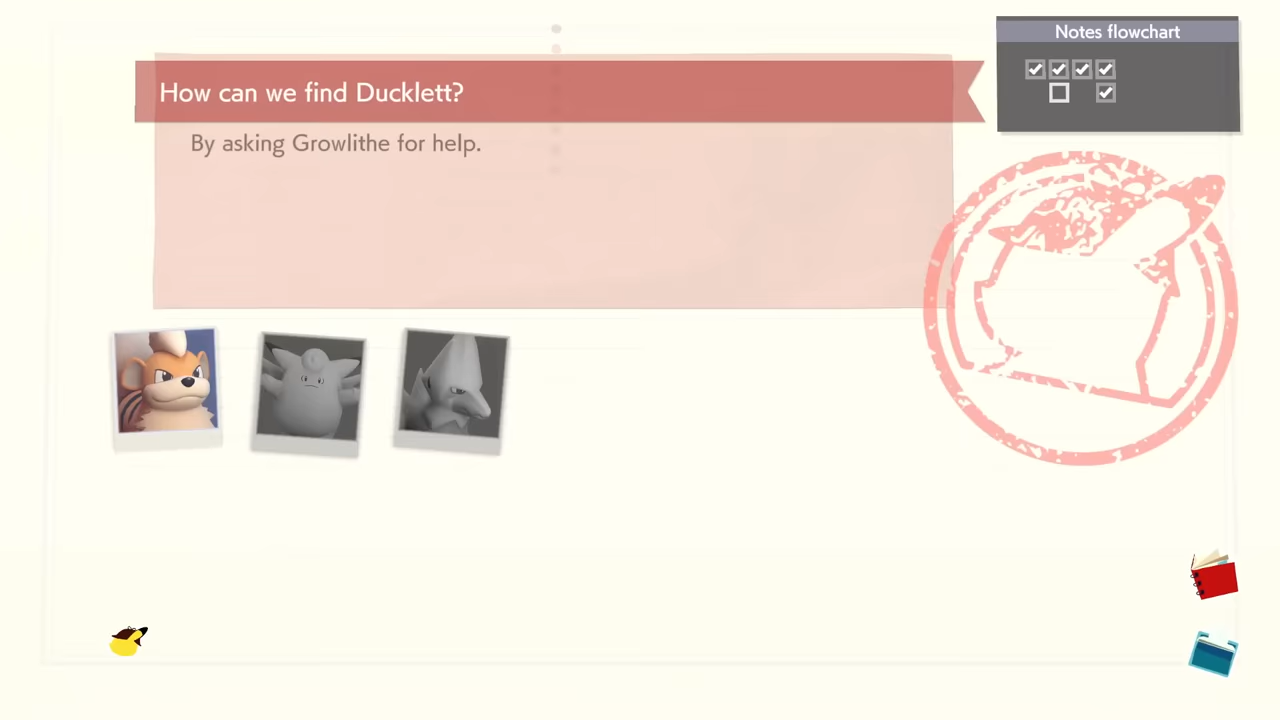 Notes flowchart
How can we find Ducklett?
By asking Growlithe for help.